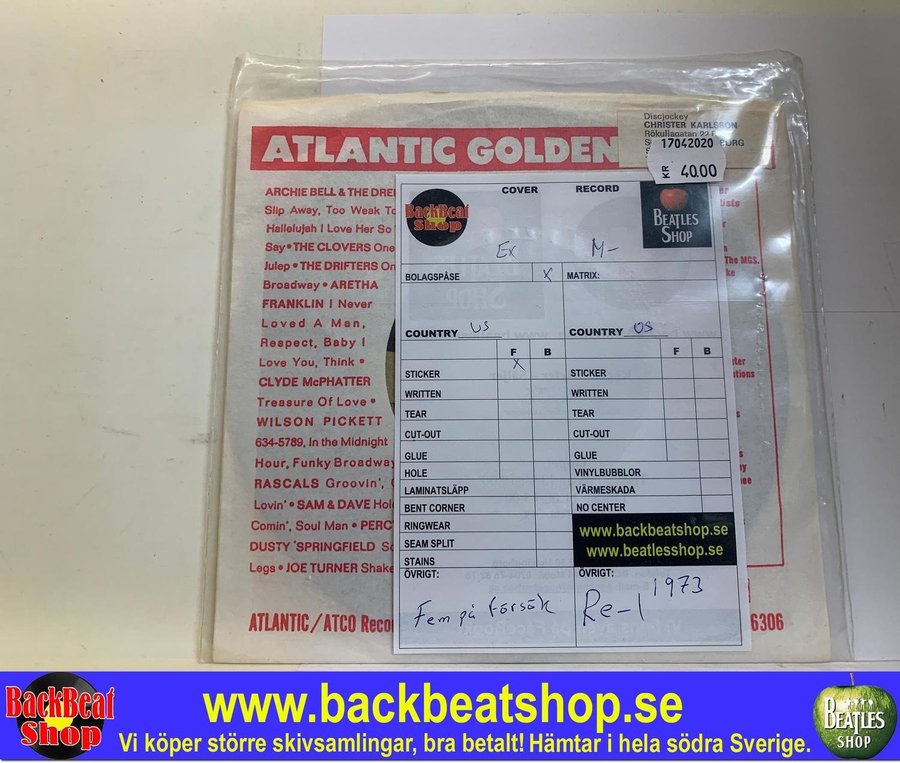 Discjockey
CHRISTER KARLSSON
17042020
KR 40.00
ATLANTIC GOLDEN
ARCHIE BELL & THE
Slip Away, Too Weak
Hallelujah I Love Her So
Say • THE CLOVERS One
Julep • THE DRIFTERS On
Broadway • ARETHA
FRANKLIN I Never
Loved A Man,
Respect, Baby I
Love You, Think •
CLYDE McPHATTER
Treasure Of Love •
WILSON PICKETT
634-5789, In the Midnight
Hour, Funky Broadway
RASCALS Groovin',
Lovin' • SAM & DAVE
Comin', Soul Man •
DUSTY SPRINGFIELD
Legs • JOE TURNER Shake
ATLANTIC/ATCO
6306
The MGS.
COVER RECORD
BackBeat
Shop
BEATLES
SHOP
Ex M-
BOLAGSPÅSE X MATRIX:
COUNTRY US COUNTRY US
F B F B
STICKER X STICKER
WRITTEN WRITTEN
TEAR TEAR
CUT-OUT CUT-OUT
GLUE GLUE
HOLE VINYLBUBBLOR
LAMINATSLÄPP VÄRMESKADA
BENT CORNER NO CENTER
RINGWEAR
SEAM SPLIT
STAINS
www.backbeatshop.se
www.beatlesshop.se
ÖVRIGT: ÖVRIGT:
Fem på försök Re-1 1973
BackBeat
Shop
www.backbeatshop.se
Vi köper större skivsamlingar, bra betalt! Hämtar i hela södra Sverige.
BEATLES
SHOP